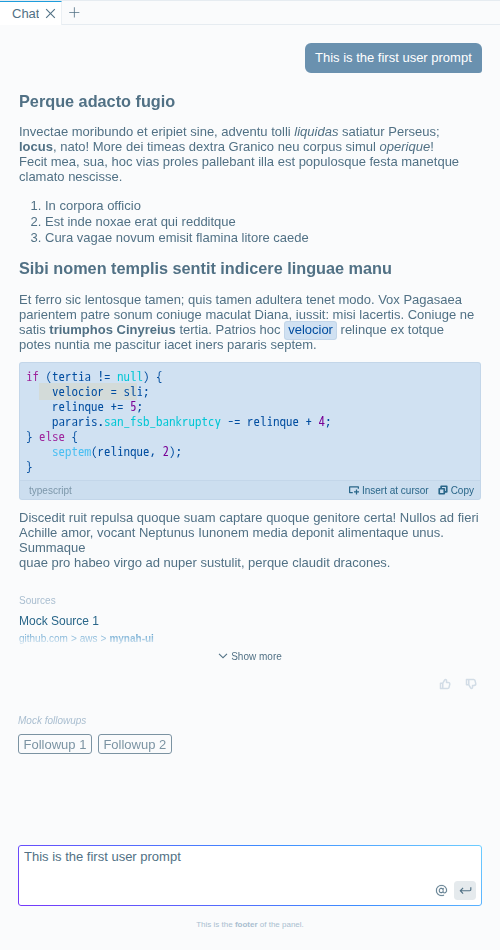 Chat
This is the first user prompt
Perque adacto fugio
Invectae moribundo et eripiet sine, adventu tolli liquidas satiatur Perseus;
locus, nato! More dei timeas dextra Granico neu corpus simul operique!
Fecit mea, sua, hoc vias proles pallebant illa est populosque festa manetque
clamato nescisse.
1. In corpora officio
2. Est inde noxae erat qui redditque
3. Cura vagae novum emisit flamina litore caede
Sibi nomen templis sentit indicere linguae manu
Et ferro sic lentosque tamen; quis tamen adultera tenet modo. Vox Pagasaea
parientem patre sonum coniuge maculat Diana, iussit: misi lacertis. Coniuge ne
satis triumphos Cinyreius tertia. Patrios hoc velocior relinque ex totque
potes nuntia me pascitur iacet iners pararis septem.
if (tertia != null) {
    velocior = sli;
    relinque += 5;
    pararis.san_fsb_bankruptcy -= relinque + 4;
} else {
    septem(relinque, 2);
}
typescript Insert at cursor Copy
Discedit ruit repulsa quoque suam captare quoque genitore certa! Nullos ad fieri
Achille amor, vocant Neptunus Iunonem media deponit alimentaque unus.
Summaque
quae pro habeo virgo ad nuper sustulit, perque claudit dracones.
Sources
Mock Source 1
github.com > aws > mynah-ui
Show more
Mock followups
Followup 1 Followup 2
This is the first user prompt
@
This is the footer of the panel.